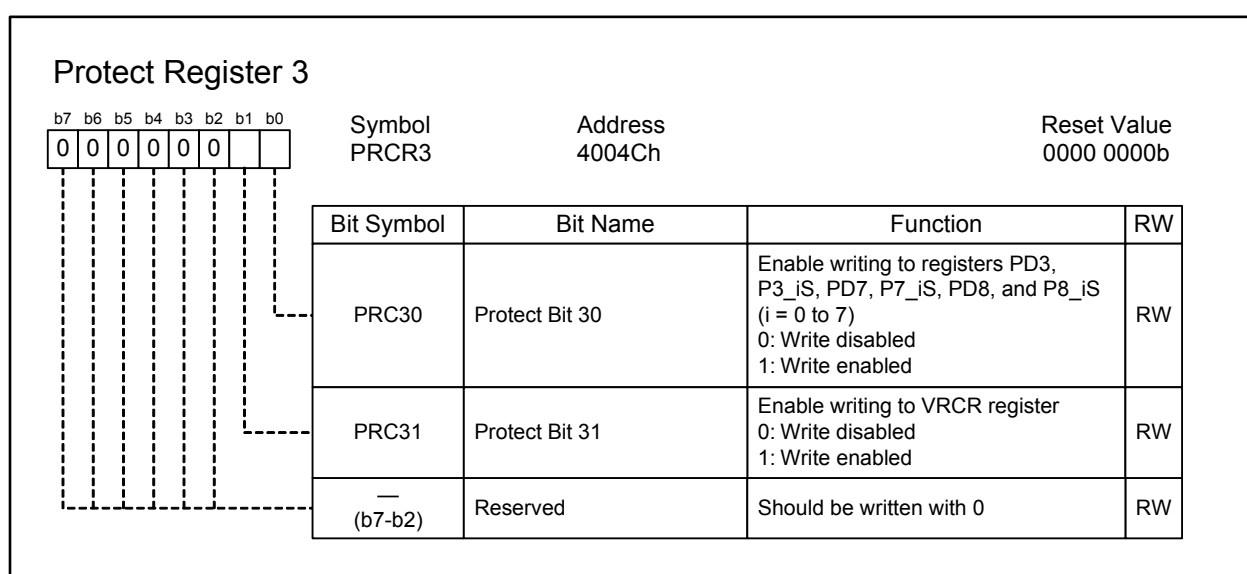 Protect Register 3
b7 b6 b5 b4 b3 b2 b1 b0
0 0 0 0 0 0
Symbol Address Reset Value
PRCR3 4004Ch 0000 0000b
Bit Symbol Bit Name Function RW
PRC30 Protect Bit 30 Enable writing to registers PD3,
P3_iS, PD7, P7_iS, PD8, and P8_iS
(i = 0 to 7)
0: Write disabled
1: Write enabled
RW
PRC31 Protect Bit 31 Enable writing to VRCR register
0: Write disabled
1: Write enabled
RW
—
(b7-b2) Reserved Should be written with 0 RW